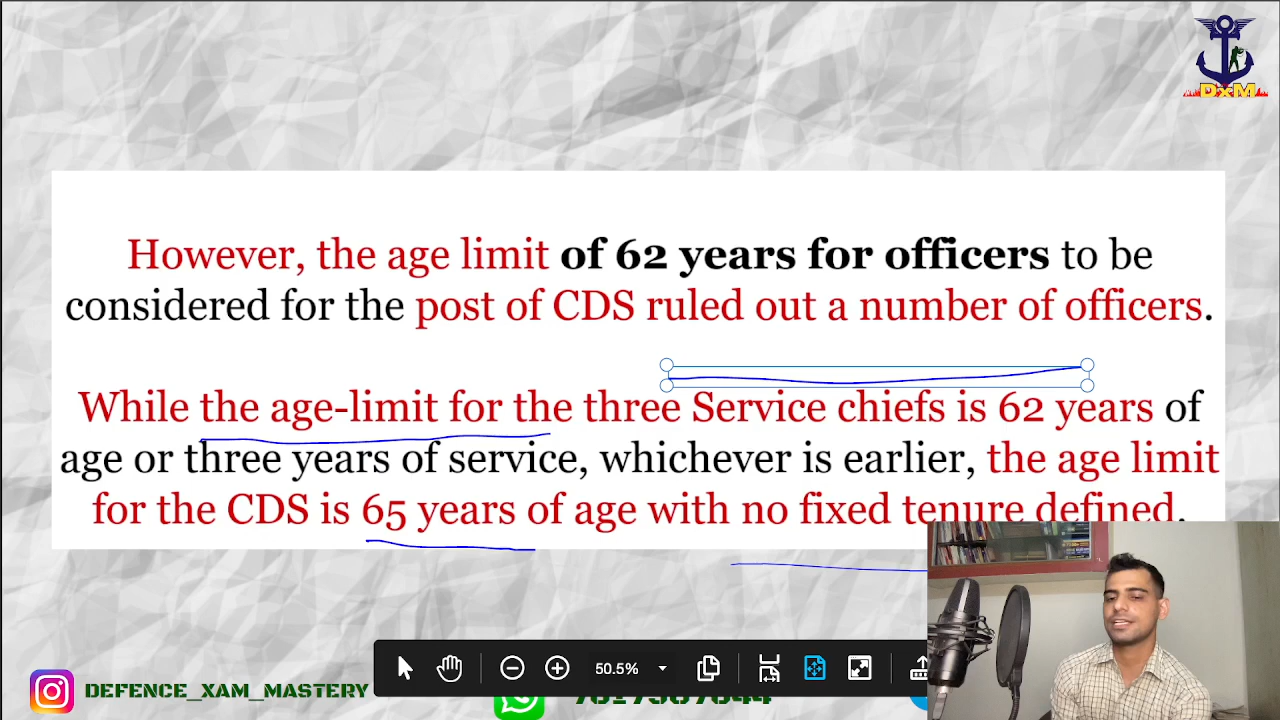 DxM
However, the age limit of 62 years for officers to be
considered for the post of CDS ruled out a number of officers.
While the age-limit for the three Service chiefs is 62 years of
age or three years of service, whichever is earlier, the age limit
for the CDS is 65 years of age with no fixed tenure defined.
50.5%
DEFENCE_XAM_MASTERY